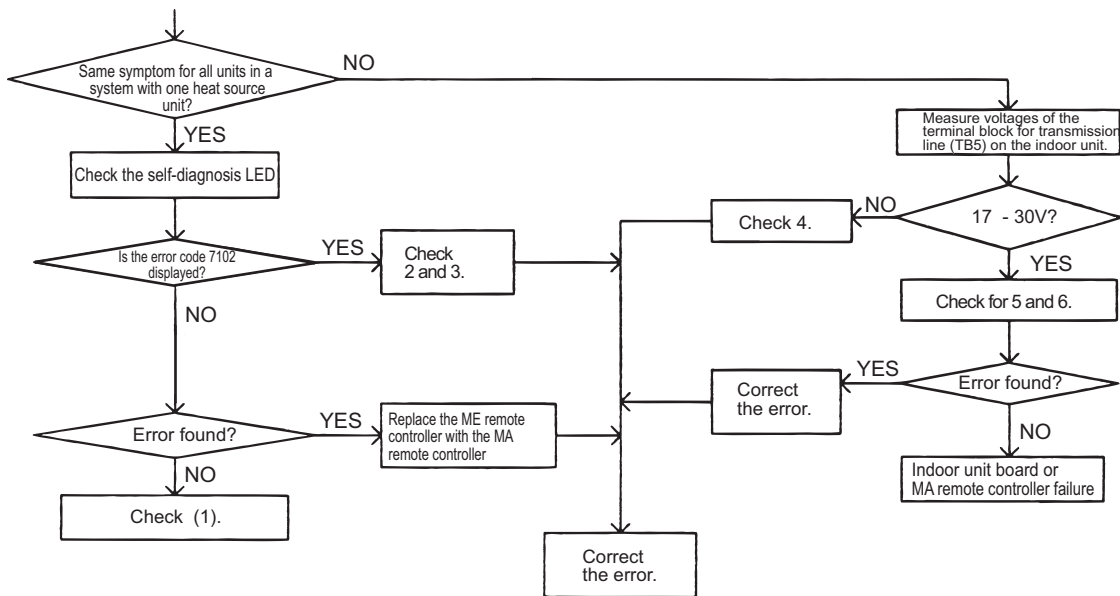 Same symptom for all units in a
system with one heat source
unit?
NO
YES
Check the self-diagnosis LED
Is the error code 7102
displayed?
YES
Check
2 and 3.
NO
Error found?
YES
Replace the ME remote
controller with the MA
remote controller
NO
Check (1).
Measure voltages of the
terminal block for transmission
line (TB5) on the indoor unit.
17 - 30V?
NO
Check 4.
YES
Check for 5 and 6.
Error found?
YES
Correct
the error.
NO
Indoor unit board or
MA remote controller failure
Correct
the error.